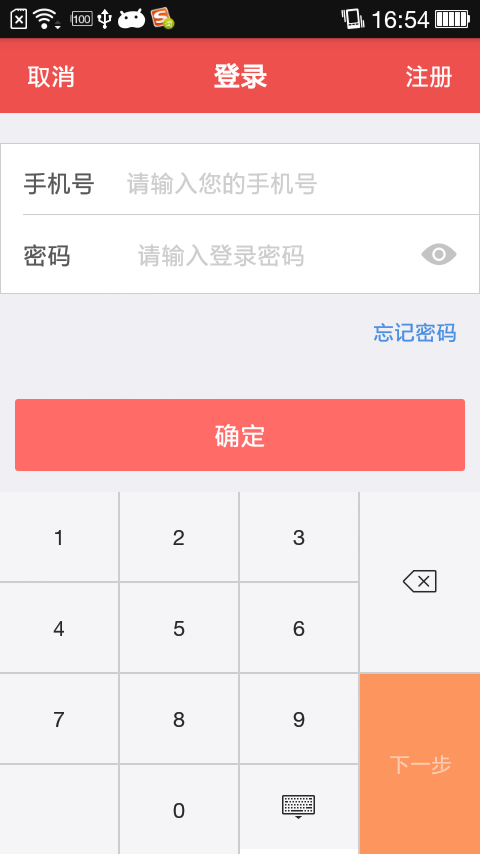 100 16:54
取消 登录 注册
手机号 请输入您的手机号
密码 请输入登录密码
忘记密码
确定
1 2 3
4 5 6
7 8 9
下一步
0